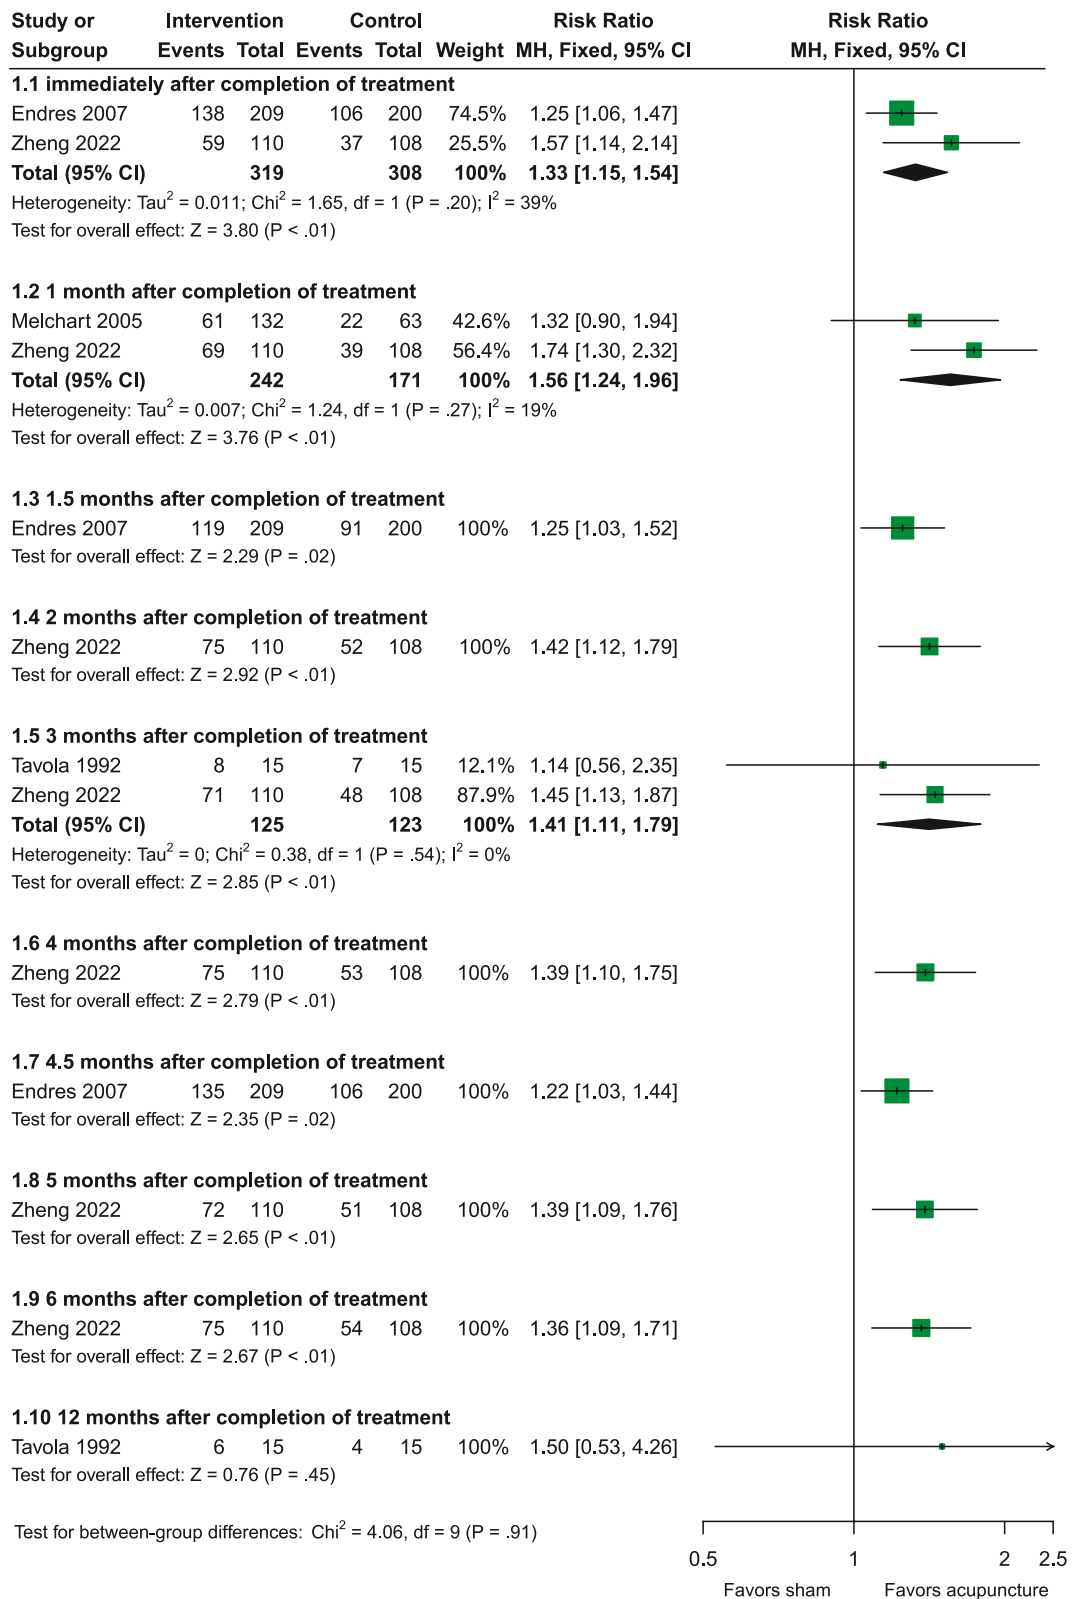 Study or Intervention Control Risk Ratio Risk Ratio
Subgroup Events Total Events Total Weight MH, Fixed, 95% CI MH, Fixed, 95% CI
1.1 immediately after completion of treatment
Endres 2007 138 209 106 200 74.5% 1.25 [1.06, 1.47]
Zheng 2022 59 110 37 108 25.5% 1.57 [1.14, 2.14]
Total (95% CI) 319 308 100% 1.33 [1.15, 1.54]
Heterogeneity: Tau² = 0.011; Chi² = 1.65, df = 1 (P = .20); I² = 39%
Test for overall effect: Z = 3.80 (P < .01)
1.2 1 month after completion of treatment
Melchart 2005 61 132 22 63 42.6% 1.32 [0.90, 1.94]
Zheng 2022 69 110 39 108 56.4% 1.74 [1.30, 2.32]
Total (95% CI) 242 171 100% 1.56 [1.24, 1.96]
Heterogeneity: Tau² = 0.007; Chi² = 1.24, df = 1 (P = .27); I² = 19%
Test for overall effect: Z = 3.76 (P < .01)
1.3 1.5 months after completion of treatment
Endres 2007 119 209 91 200 100% 1.25 [1.03, 1.52]
Test for overall effect: Z = 2.29 (P = .02)
1.4 2 months after completion of treatment
Zheng 2022 75 110 52 108 100% 1.42 [1.12, 1.79]
Test for overall effect: Z = 2.92 (P < .01)
1.5 3 months after completion of treatment
Tavola 1992 8 15 7 15 12.1% 1.14 [0.56, 2.35]
Zheng 2022 71 110 48 108 87.9% 1.45 [1.13, 1.87]
Total (95% CI) 125 123 100% 1.41 [1.11, 1.79]
Heterogeneity: Tau² = 0; Chi² = 0.38, df = 1 (P = .54); I² = 0%
Test for overall effect: Z = 2.85 (P < .01)
1.6 4 months after completion of treatment
Zheng 2022 75 110 53 108 100% 1.39 [1.10, 1.75]
Test for overall effect: Z = 2.79 (P < .01)
1.7 4.5 months after completion of treatment
Endres 2007 135 209 106 200 100% 1.22 [1.03, 1.44]
Test for overall effect: Z = 2.35 (P = .02)
1.8 5 months after completion of treatment
Zheng 2022 72 110 51 108 100% 1.39 [1.09, 1.76]
Test for overall effect: Z = 2.65 (P < .01)
1.9 6 months after completion of treatment
Zheng 2022 75 110 54 108 100% 1.36 [1.09, 1.71]
Test for overall effect: Z = 2.67 (P < .01)
1.10 12 months after completion of treatment
Tavola 1992 6 15 4 15 100% 1.50 [0.53, 4.26]
Test for overall effect: Z = 0.76 (P = .45)
Test for between-group differences: Chi² = 4.06, df = 9 (P = .91)
0.5 1 2 2.5
Favors sham Favors acupuncture